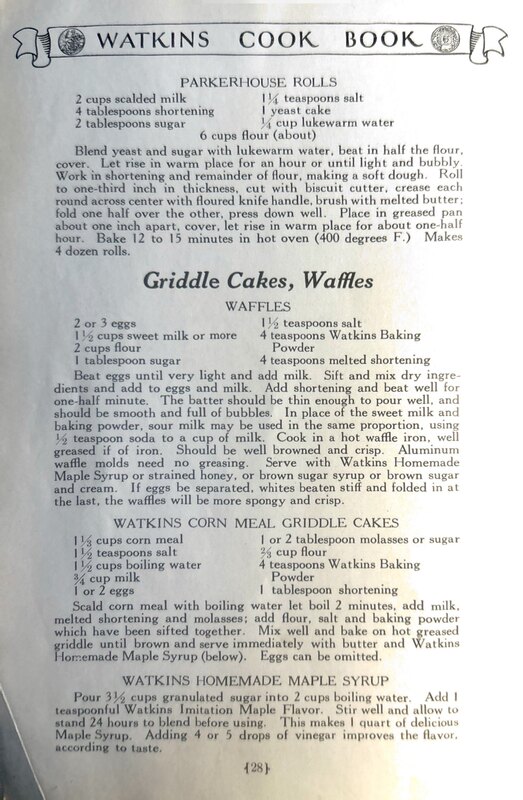 WATKINS COOK BOOK
PARKERHOUSE ROLLS
2 cups scalded milk 1¼ teaspoons salt
4 tablespoons shortening 1 yeast cake
2 tablespoons sugar ¼ cup lukewarm water
6 cups flour (about)
Blend yeast and sugar with lukewarm water, beat in half the flour,
cover. Let rise in warm place for an hour or until light and bubbly.
Work in shortening and remainder of flour, making a soft dough. Roll
to one-third inch in thickness, cut with biscuit cutter, crease each
round across center with floured knife handle, brush with melted butter;
fold one half over the other, press down well. Place in greased pan
about one inch apart, cover, let rise in warm place for about one-half
hour. Bake 12 to 15 minutes in hot oven (400 degrees F.) Makes
4 dozen rolls.
Griddle Cakes, Waffles
WAFFLES
2 or 3 eggs 1½ teaspoons salt
1½ cups sweet milk or more 4 teaspoons Watkins Baking
2 cups flour Powder
1 tablespoon sugar 4 teaspoons melted shortening
Beat eggs until very light and add milk. Sift and mix dry ingre-
dients and add to eggs and milk. Add shortening and beat well for
one-half minute. The batter should be thin enough to pour well, and
should be smooth and full of bubbles. In place of the sweet milk and
baking powder, sour milk may be used in the same proportion, using
½ teaspoon soda to a cup of milk. Cook in a hot waffle iron, well
greased if of iron. Should be well browned and crisp. Aluminum
waffle molds need no greasing. Serve with Watkins Homemade
Maple Syrup or strained honey, or brown sugar syrup or brown sugar
and cream. If eggs be separated, whites beaten stiff and folded in at
the last, the waffles will be more spongy and crisp.
WATKINS CORN MEAL GRIDDLE CAKES
1⅓ cups corn meal 1 or 2 tablespoon molasses or sugar
1½ teaspoons salt ⅔ cup flour
1½ cups boiling water 4 teaspoons Watkins Baking
¾ cup milk Powder
1 or 2 eggs 1 tablespoon shortening
Scald corn meal with boiling water let boil 2 minutes, add milk,
melted shortening and molasses; add flour, salt and baking powder
which have been sifted together. Mix well and bake on hot greased
griddle until brown and serve immediately with butter and Watkins
Homemade Maple Syrup (below). Eggs can be omitted.
WATKINS HOMEMADE MAPLE SYRUP
Pour 3½ cups granulated sugar into 2 cups boiling water. Add 1
teaspoonful Watkins Imitation Maple Flavor. Stir well and allow to
stand 24 hours to blend before using. This makes 1 quart of delicious
Maple Syrup. Adding 4 or 5 drops of vinegar improves the flavor,
according to taste.
{28}